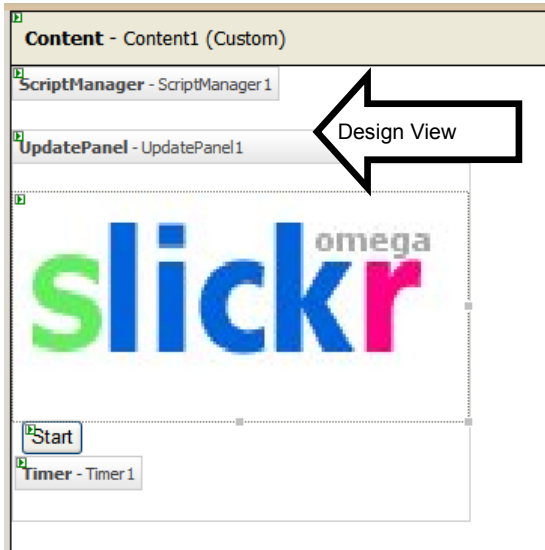 Content - Content1 (Custom)
ScriptManager - ScriptManager1
Design View
UpdatePanel - UpdatePanel1
omega
slickr
Start
Timer - Timer1